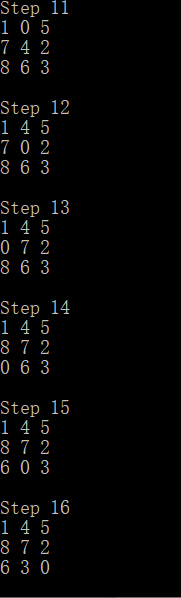 Step 11
1 0 5
7 4 2
8 6 3
Step 12
1 4 5
7 0 2
8 6 3
Step 13
1 4 5
0 7 2
8 6 3
Step 14
1 4 5
8 7 2
0 6 3
Step 15
1 4 5
8 7 2
6 0 3
Step 16
1 4 5
8 7 2
6 3 0